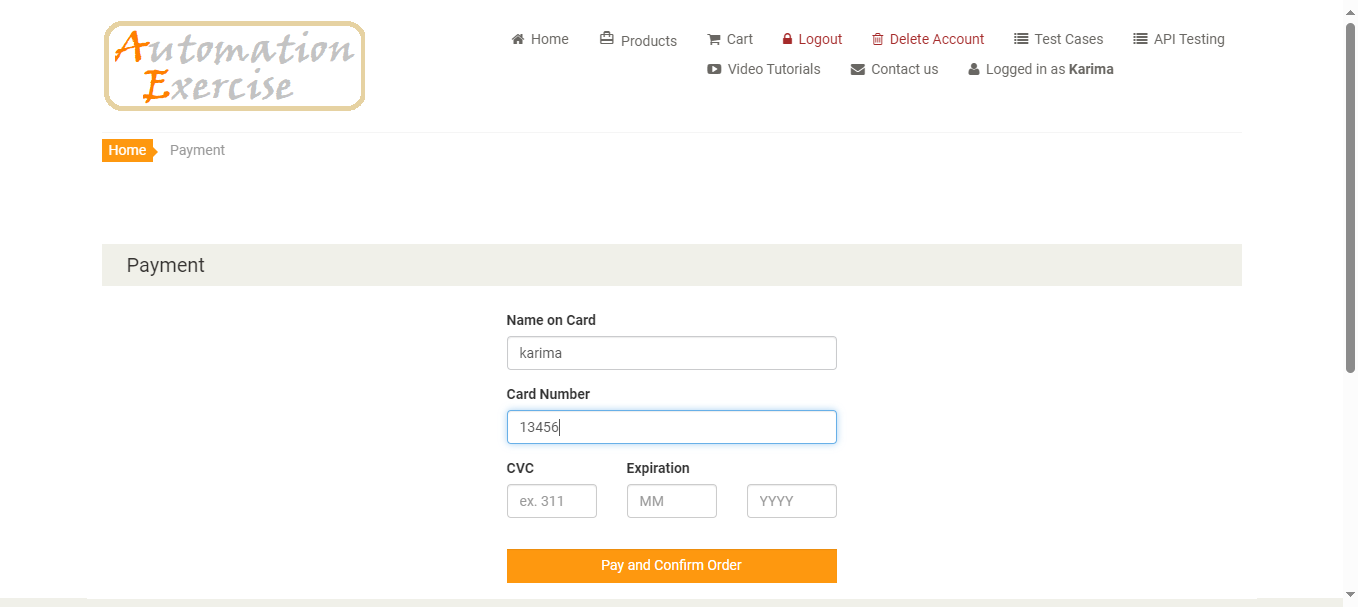 Automation
Exercise
Home Products Cart Logout Delete Account Test Cases API Testing
Video Tutorials Contact us Logged in as Karima
Home Payment
Payment
Name on Card
karima
Card Number
13456
CVC Expiration
ex. 311 MM YYYY
Pay and Confirm Order